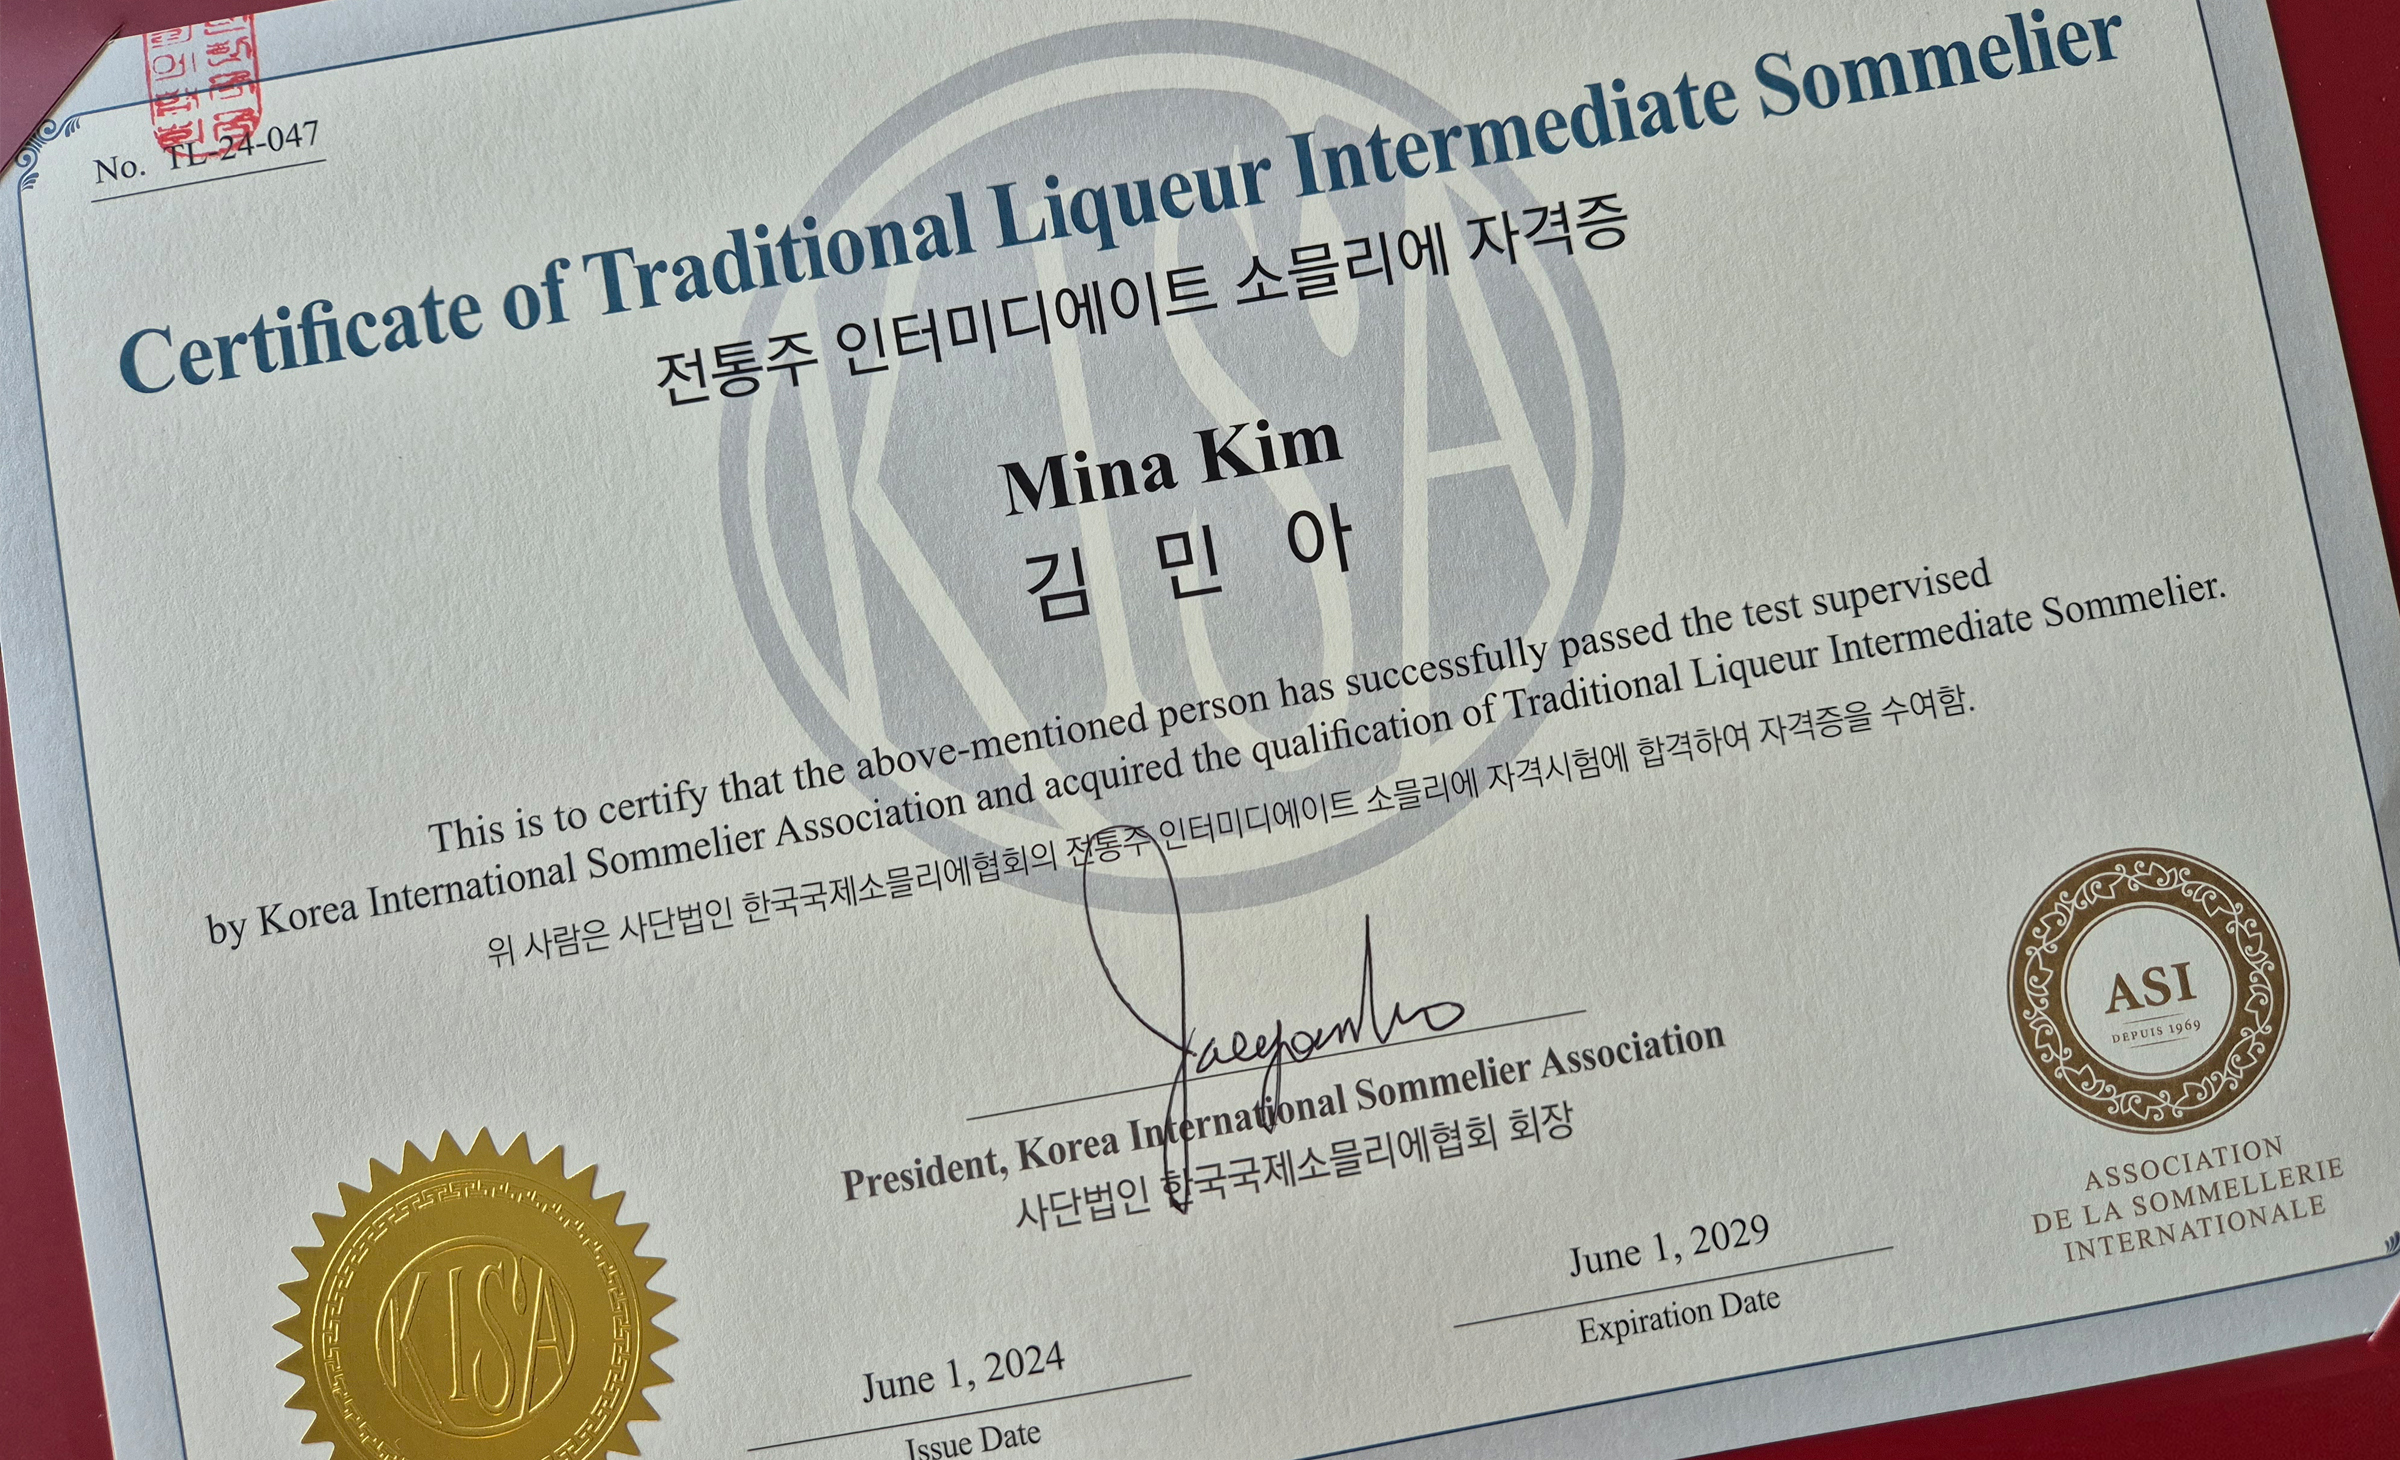 No. TL-24-047
Certificate of Traditional Liqueur Intermediate Sommelier
전통주 인터미디에이트 소믈리에 자격증
Mina Kim
김 민 아
This is to certify that the above-mentioned person has successfully passed the test supervised
by Korea International Sommelier Association and acquired the qualification of Traditional Liqueur Intermediate Sommelier.
위 사람은 사단법인 한국국제소믈리에협회의 전통주 인터미디에이트 소믈리에 자격시험에 합격하여 자격증을 수여함.
President, Korea International Sommelier Association
사단법인 한국국제소믈리에협회 회장
KISA
KISA
June 1, 2024
Issue Date
June 1, 2029
Expiration Date
ASI
DEPUIS 1969
ASSOCIATION
DE LA SOMMELLERIE
INTERNATIONALE